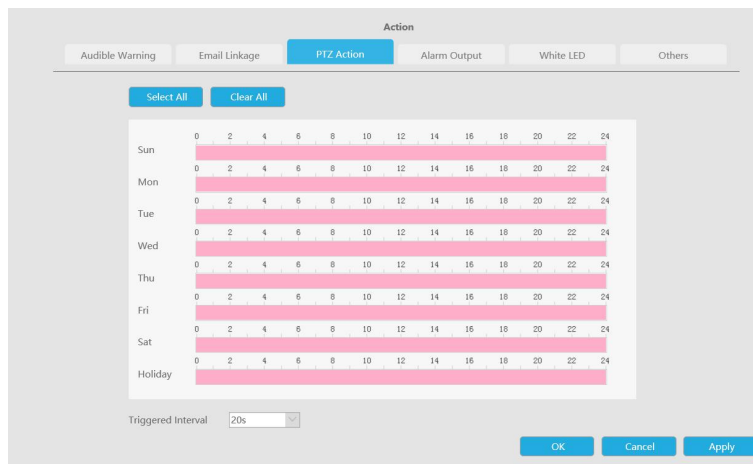 Action
Audible Warning Email Linkage PTZ Action Alarm Output White LED Others
Select All Clear All
0 2 4 6 8 10 12 14 16 18 20 22 24
Sun
0 2 4 6 8 10 12 14 16 18 20 22 24
Mon
0 2 4 6 8 10 12 14 16 18 20 22 24
Tue
0 2 4 6 8 10 12 14 16 18 20 22 24
Wed
0 2 4 6 8 10 12 14 16 18 20 22 24
Thu
0 2 4 6 8 10 12 14 16 18 20 22 24
Fri
0 2 4 6 8 10 12 14 16 18 20 22 24
Sat
0 2 4 6 8 10 12 14 16 18 20 22 24
Holiday
Triggered Interval 20s
OK Cancel Apply